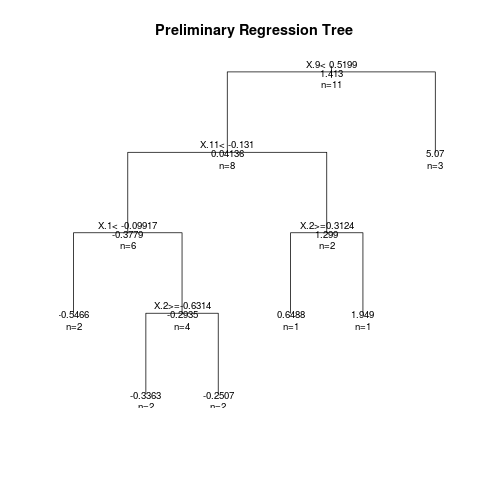 Preliminary Regression Tree
X.9< 0.5199
1.413
n=11
X.11< -0.131
0.04136
n=8
5.07
n=3
X.1< -0.09917
-0.3779
n=6
X.2>=0.3124
1.299
n=2
-0.5466
n=2
X.2>=-0.6314
-0.2935
n=4
0.6488
n=1
1.949
n=1
-0.3363
n=2
-0.2507
n=2